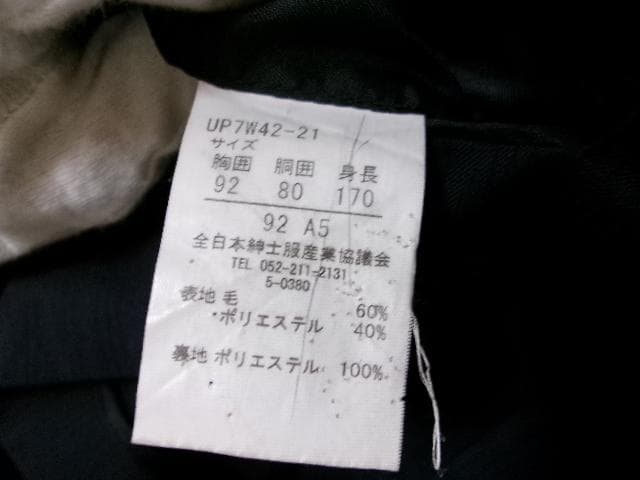 UP7W42-21
サイズ
胸囲 胴囲 身長
92 80 170
92 A5
全日本紳士服産業協議会
TEL 052-211-2131
5-0380
表地 毛 60%
・ポリエステル 40%
裏地 ポリエステル 100%